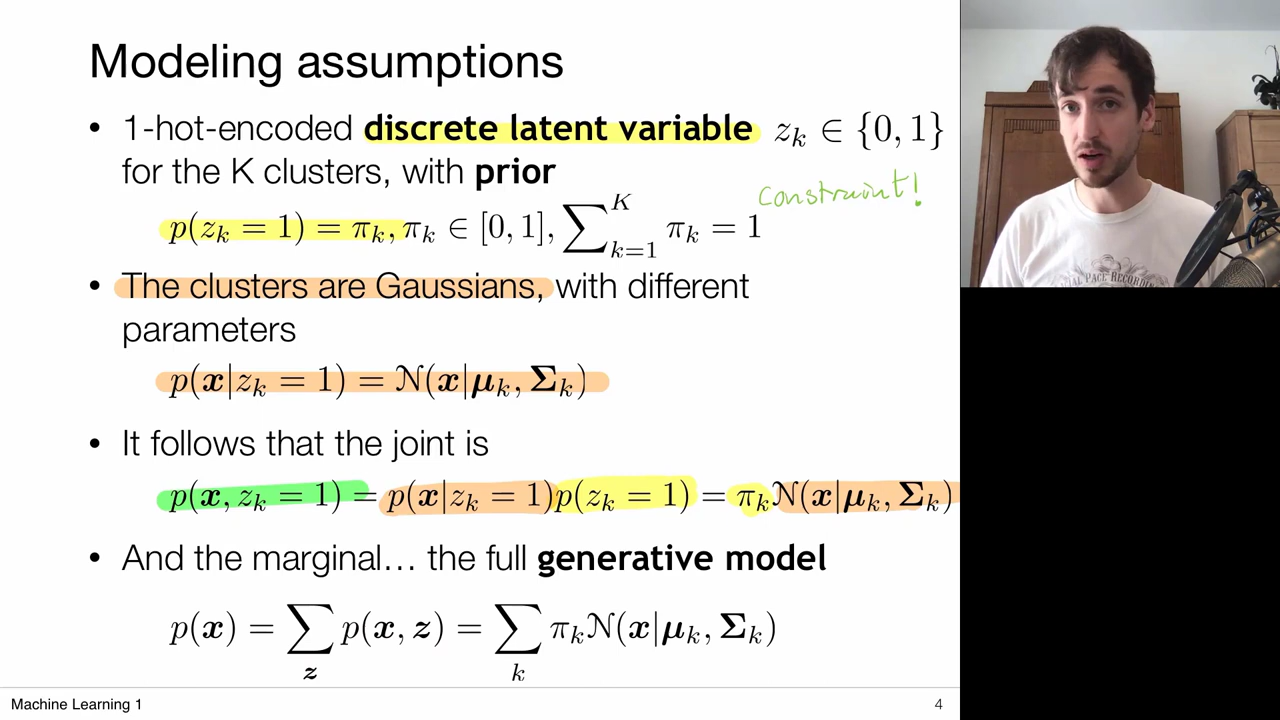 Modeling assumptions
• 1-hot-encoded discrete latent variable z_k ∈ {0, 1}
for the K clusters, with prior
constraint!
p(z_k = 1) = π_k, π_k ∈ [0, 1], ∑_{k=1}^{K} π_k = 1
• The clusters are Gaussians, with different
parameters
p(x|z_k = 1) = N(x|μ_k, Σ_k)
• It follows that the joint is
p(x, z_k = 1) = p(x|z_k = 1)p(z_k = 1) = π_k N(x|μ_k, Σ_k)
• And the marginal... the full generative model
p(x) = ∑_z p(x, z) = ∑_k π_k N(x|μ_k, Σ_k)
Machine Learning 1
4